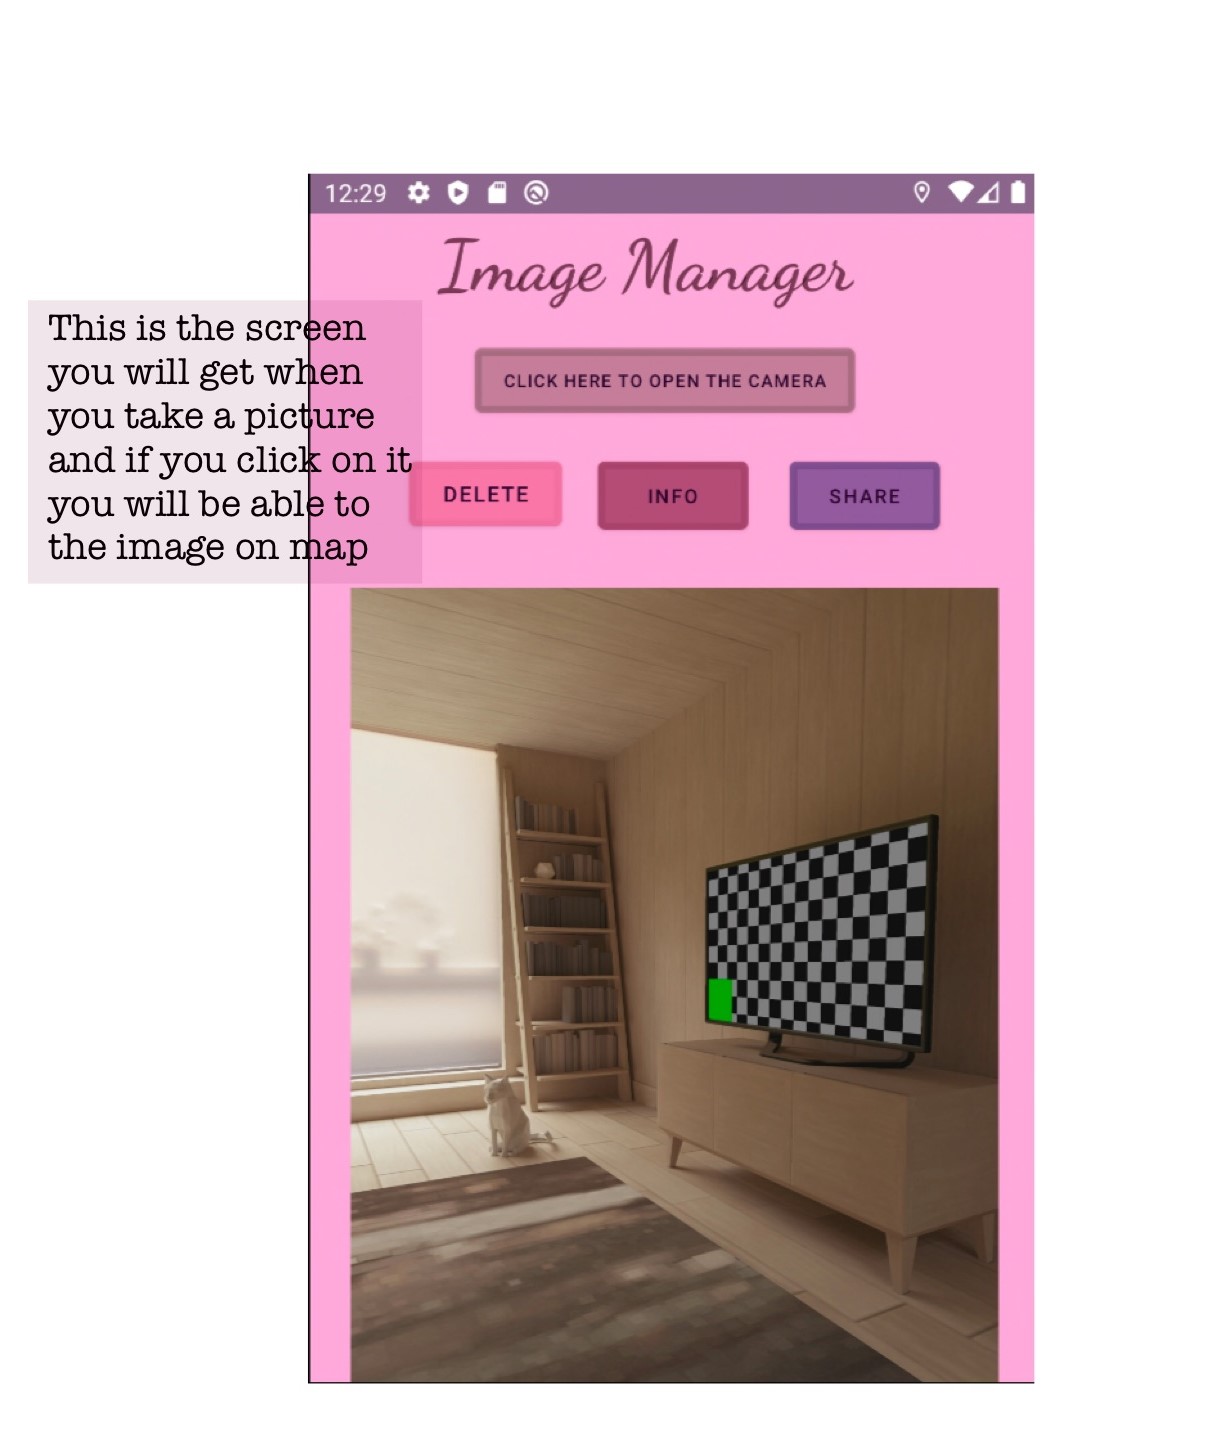 12:29
Image Manager
This is the screen
you will get when
you take a picture
and if you click on it
you will be able to
the image on map
CLICK HERE TO OPEN THE CAMERA
DELETE
INFO
SHARE